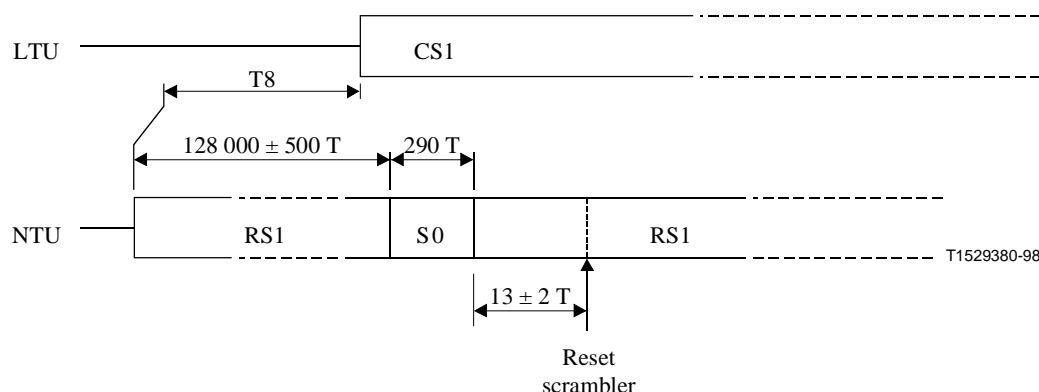 LTU
CS1
T8
128 000 ± 500 T
290 T
NTU
RS1
S0
RS1
T1529380-98
13 ± 2 T
Reset
scrambler